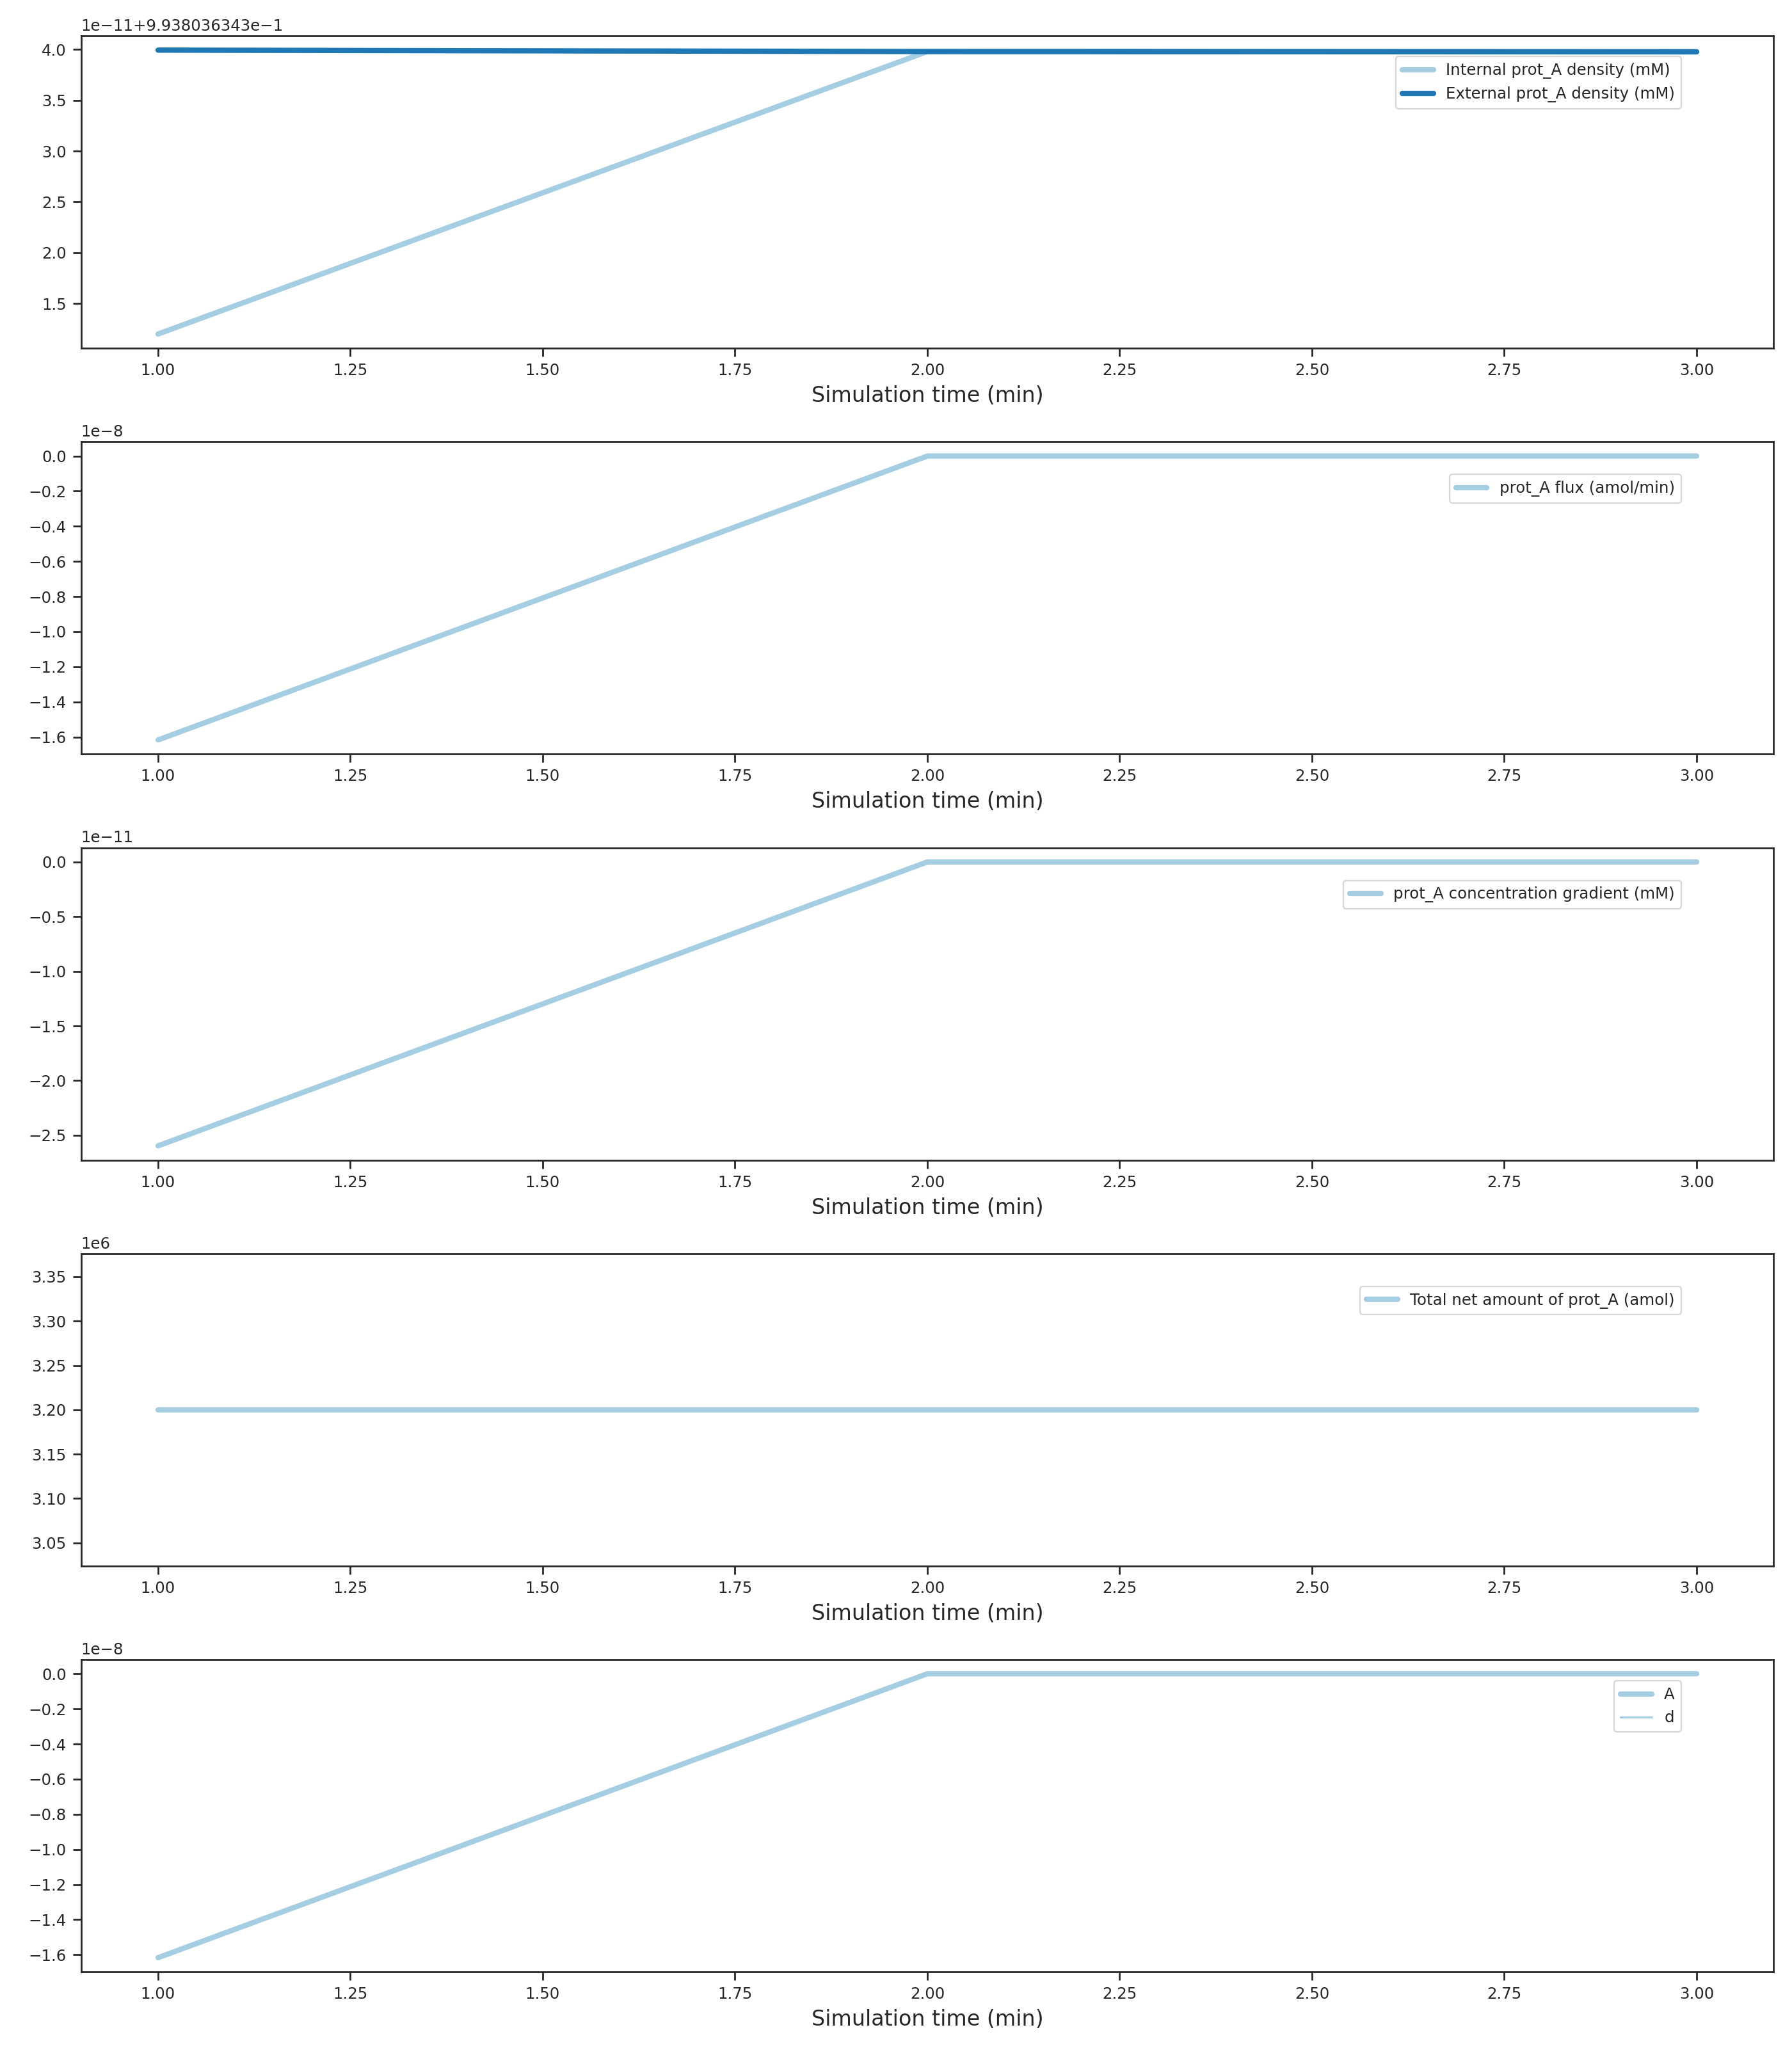 1e−11+9.938036343e−1
4.0
3.5
3.0
2.5
2.0
1.5
Internal prot_A density (mM)
External prot_A density (mM)
1.00 1.25 1.50 1.75 2.00 2.25 2.50 2.75 3.00
Simulation time (min)
1e−8
0.0
−0.2
−0.4
−0.6
−0.8
−1.0
−1.2
−1.4
−1.6
prot_A flux (amol/min)
1.00 1.25 1.50 1.75 2.00 2.25 2.50 2.75 3.00
Simulation time (min)
1e−11
0.0
−0.5
−1.0
−1.5
−2.0
−2.5
prot_A concentration gradient (mM)
1.00 1.25 1.50 1.75 2.00 2.25 2.50 2.75 3.00
Simulation time (min)
1e6
3.35
3.30
3.25
3.20
3.15
3.10
3.05
Total net amount of prot_A (amol)
1.00 1.25 1.50 1.75 2.00 2.25 2.50 2.75 3.00
Simulation time (min)
1e−8
0.0
−0.2
−0.4
−0.6
−0.8
−1.0
−1.2
−1.4
−1.6
A
d
1.00 1.25 1.50 1.75 2.00 2.25 2.50 2.75 3.00
Simulation time (min)